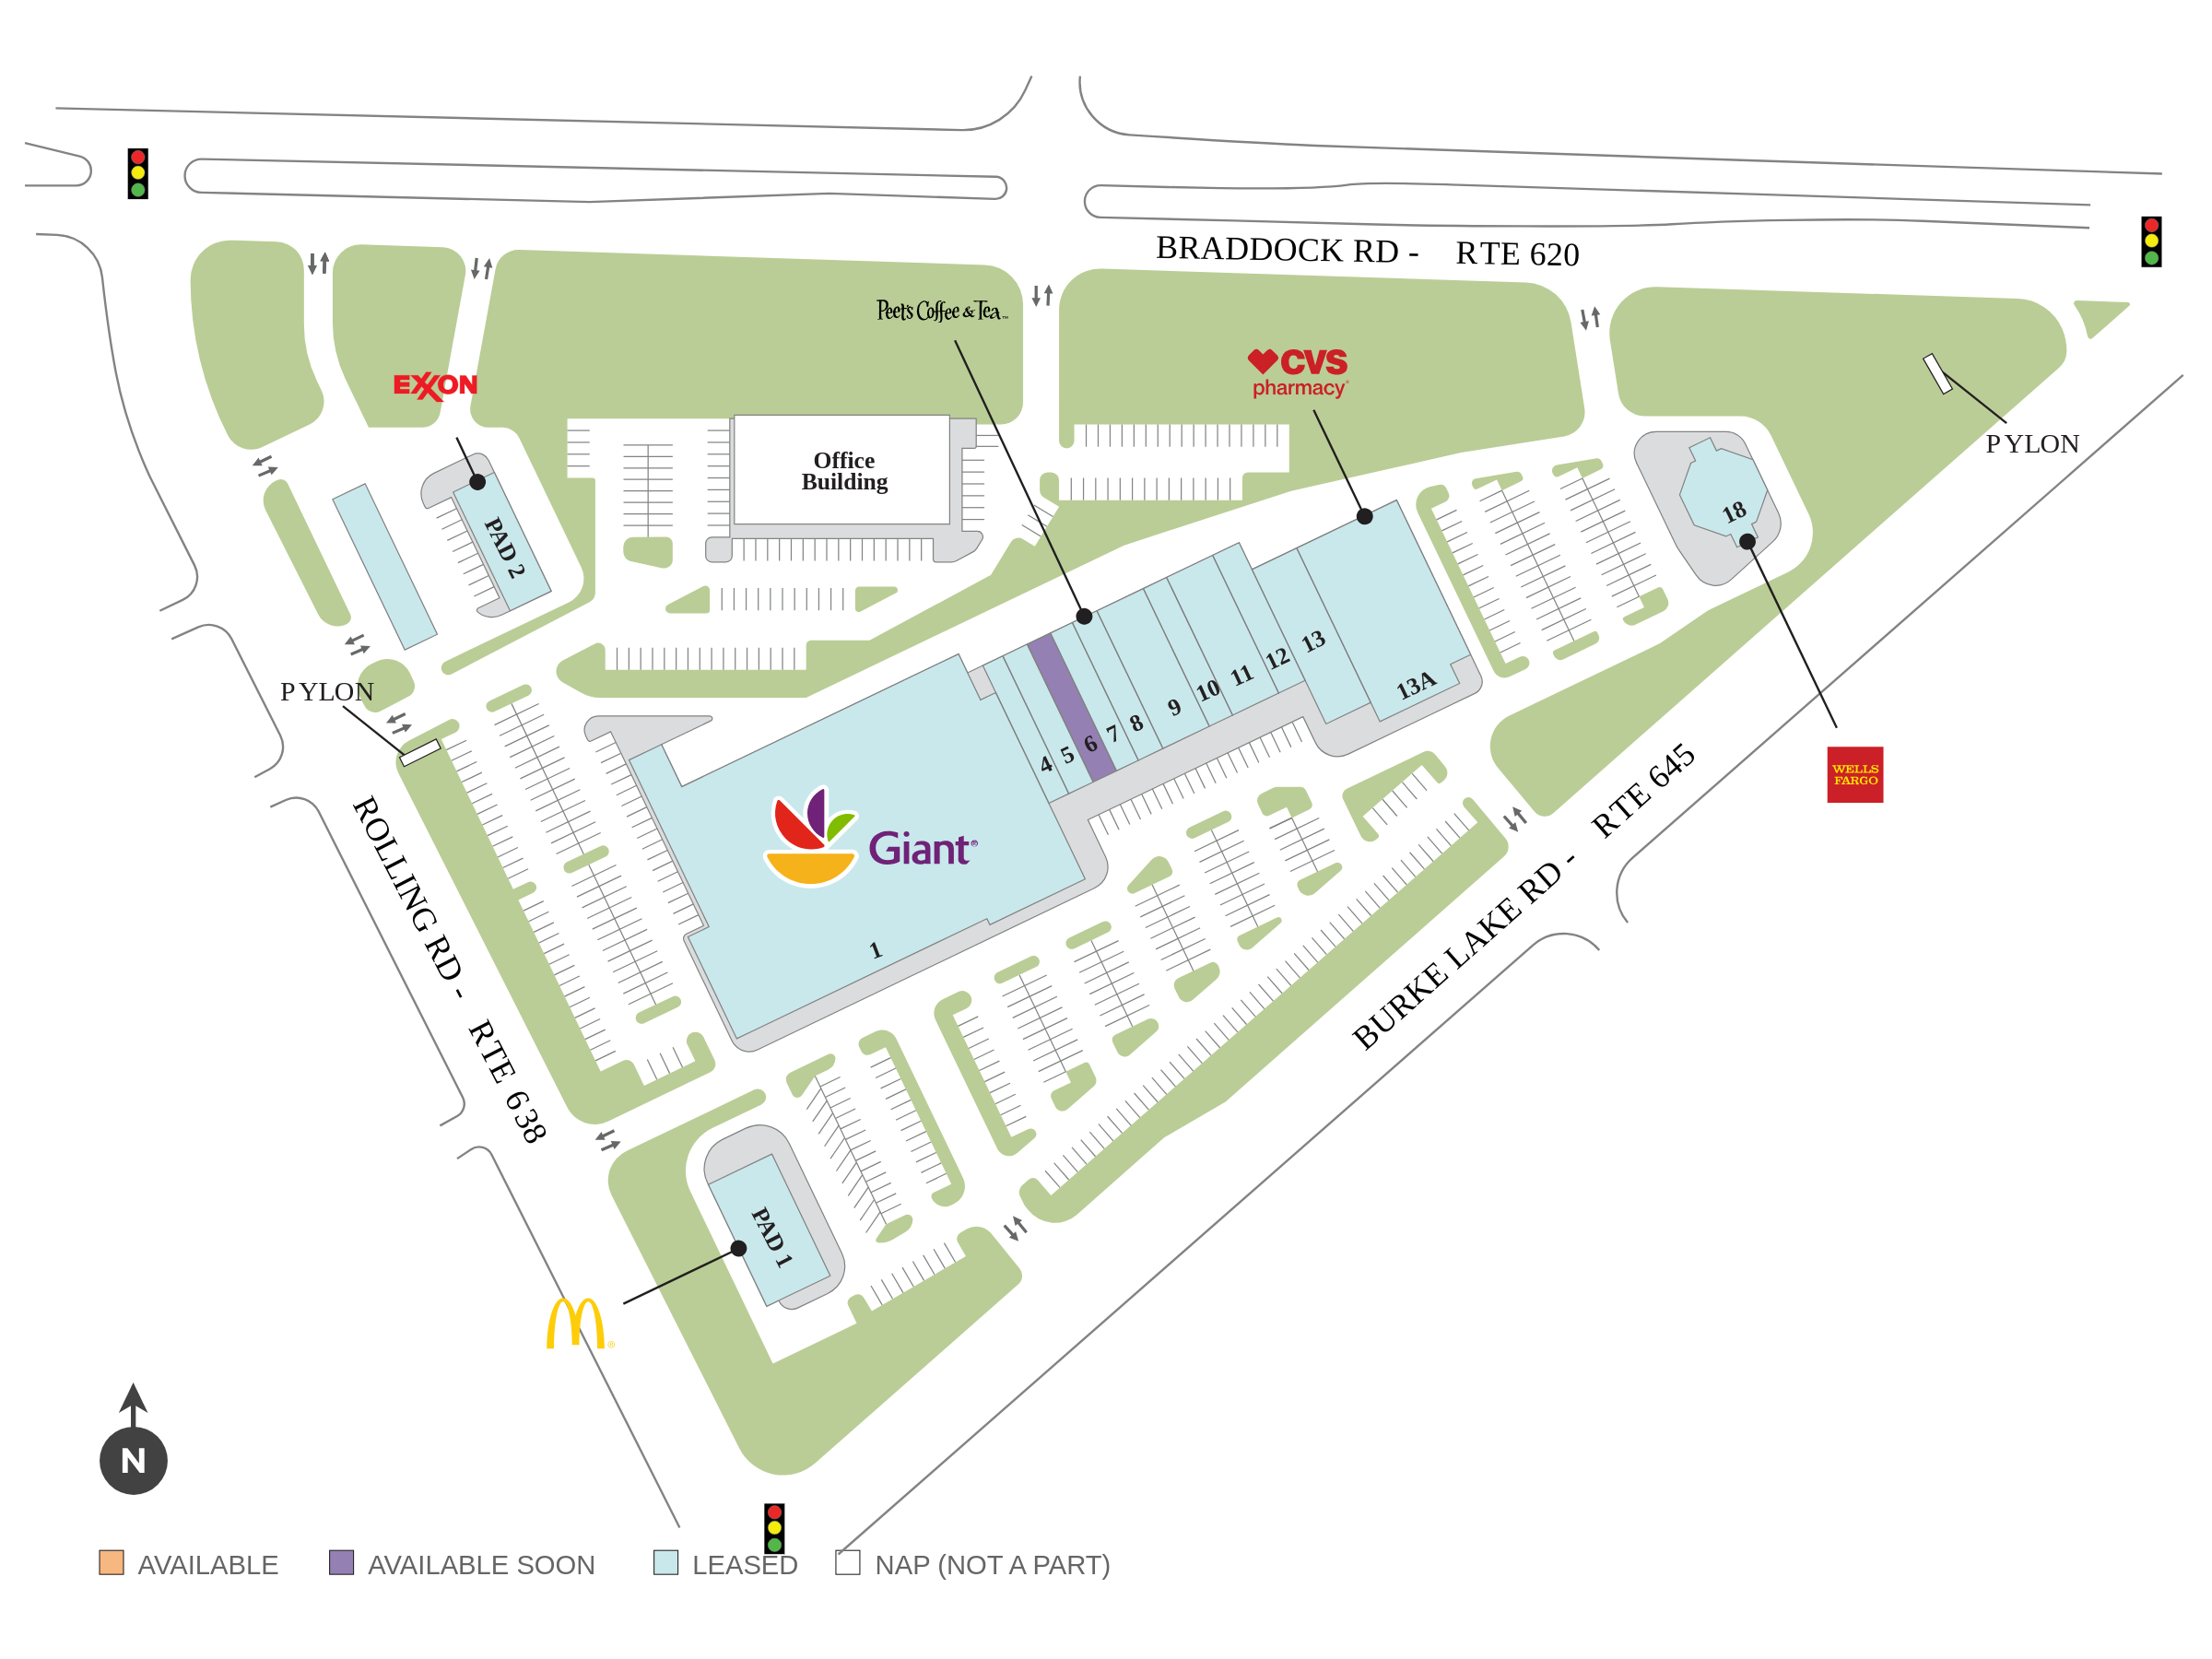 BRADDOCK RD - RTE 620
Peet's Coffee & Tea™
CVS
pharmacy®
EXXON
PYLON
Office
Building
18
PAD 2
13
12
13A
11
10
9
8
7
6
5
4
PYLON
WELLS
FARGO
Giant®
1
ROLLING RD - RTE 638
BURKE LAKE RD - RTE 645
PAD 1
®
N
AVAILABLE
AVAILABLE SOON
LEASED
NAP (NOT A PART)